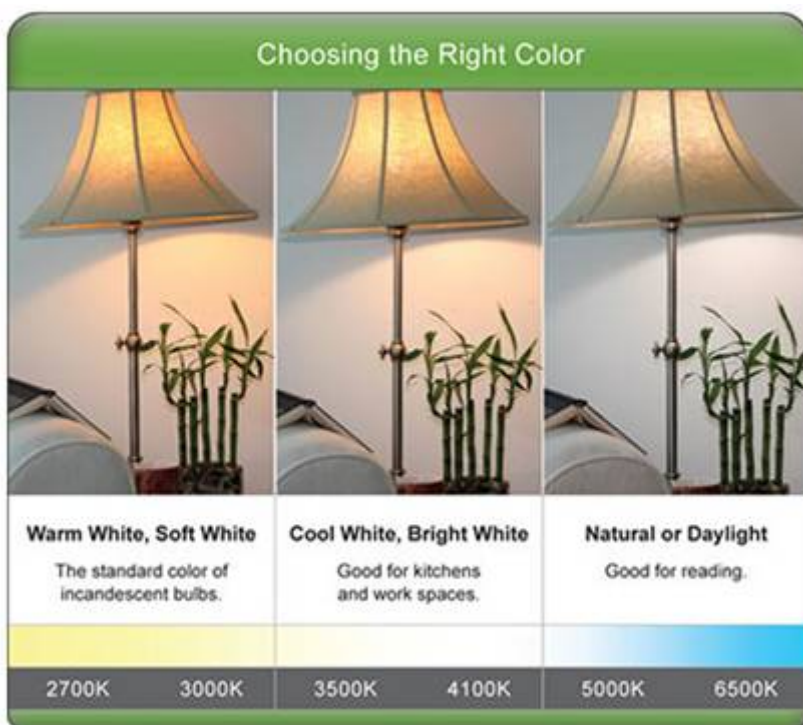 Choosing the Right Color
Warm White, Soft White
The standard color of
incandescent bulbs.
Cool White, Bright White
Good for kitchens
and work spaces.
Natural or Daylight
Good for reading.
2700K 3000K 3500K 4100K 5000K 6500K